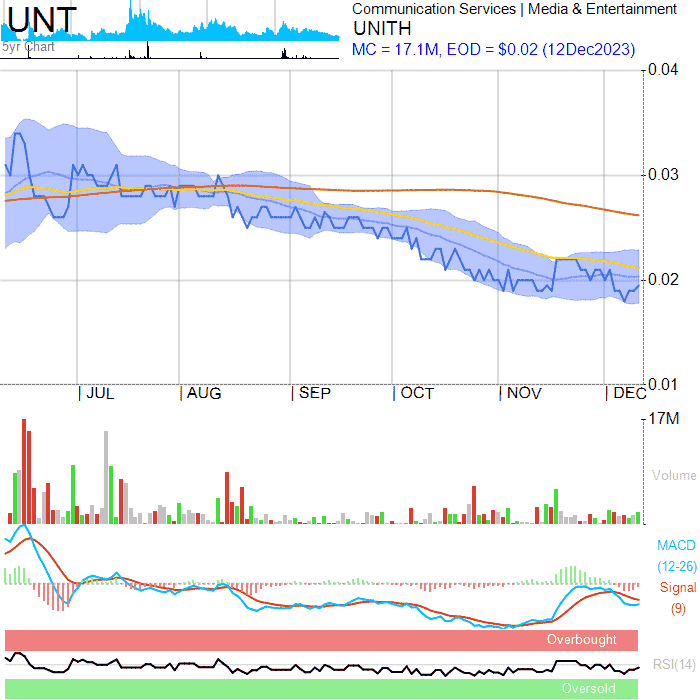 UNT
Communication Services | Media & Entertainment
UNITH
5yr Chart
MC = 17.1M, EOD = $0.02 (12Dec2023)
0.04
0.03
0.02
0.01
| JUL | AUG | SEP | OCT | NOV | DEC
17M
Volume
MACD
(12-26)
Signal
(9)
Overbought
RSI(14)
Oversold